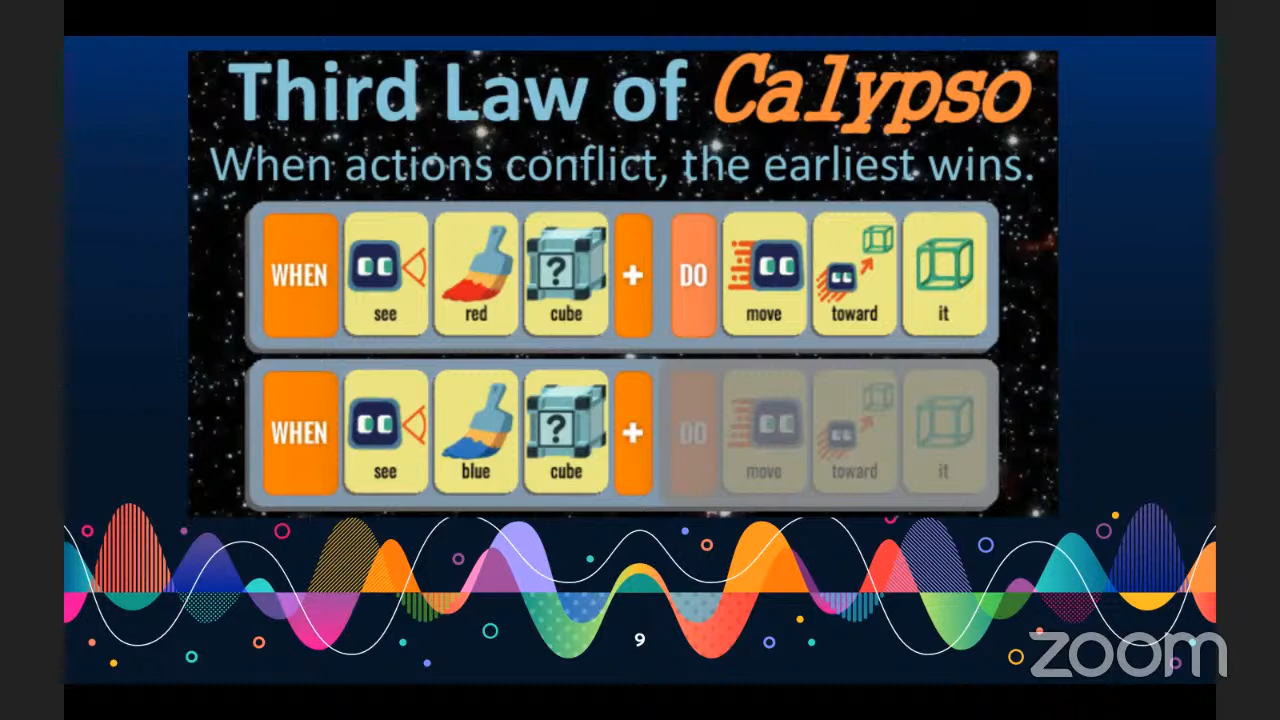 Third Law of Calypso
When actions conflict, the earliest wins.
WHEN see red cube + DO move toward it
?
WHEN see blue cube + DO move toward it
?
9
zoom